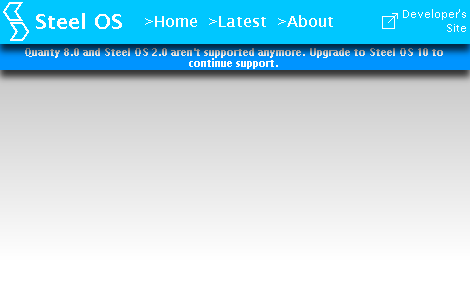 Steel OS >Home >Latest >About
Developer's
Site
Quanty 8.0 and Steel OS 2.0 aren't supported anymore. Upgrade to Steel OS 10 to
continue support.